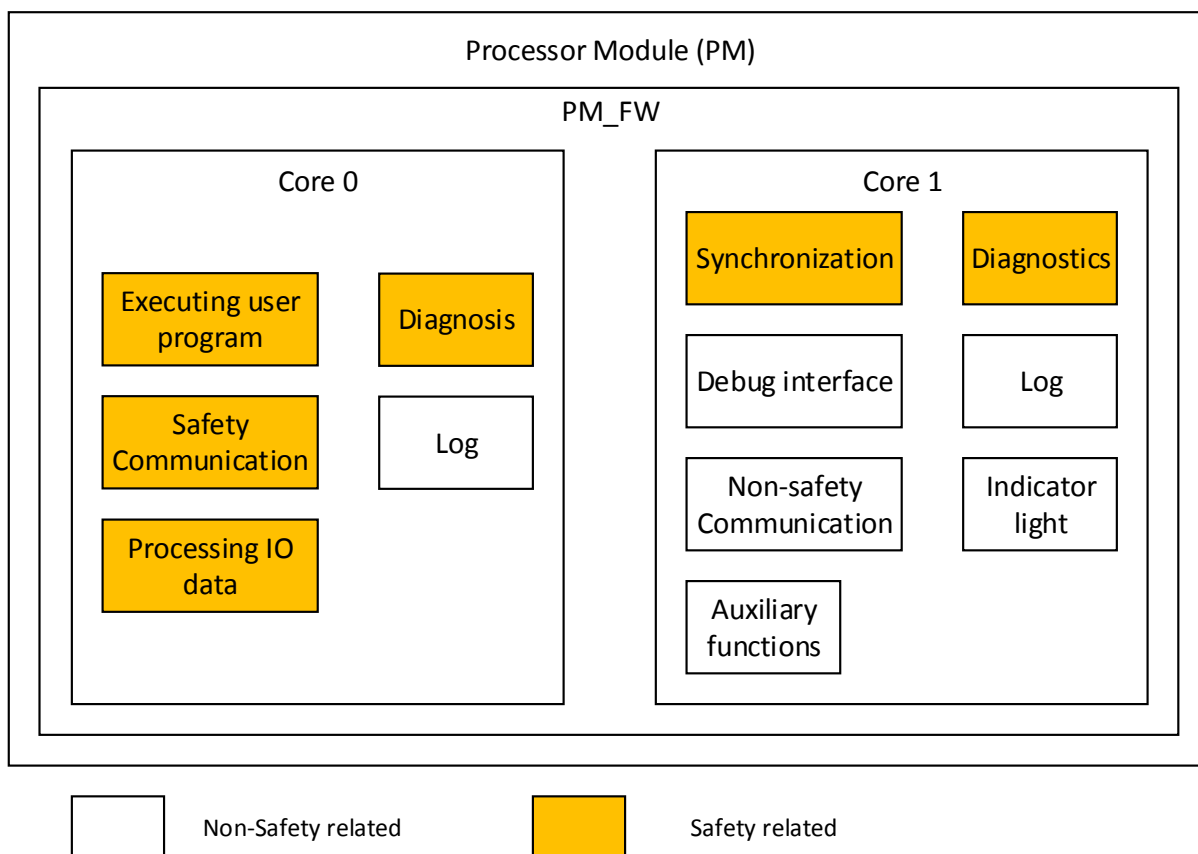 Processor Module (PM)
PM_FW
Core 0
Executing user
program
Diagnosis
Safety
Communication
Log
Processing IO
data
Core 1
Synchronization
Diagnostics
Debug interface
Log
Non-safety
Communication
Indicator
light
Auxiliary
functions
Non-Safety related
Safety related